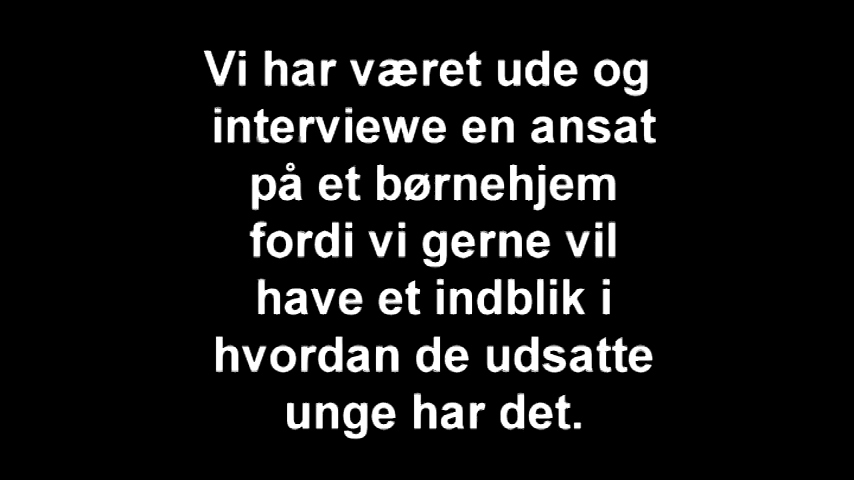 Vi har været ude og
interviewe en ansat
på et børnehjem
fordi vi gerne vil
have et indblik i
hvordan de udsatte
unge har det.